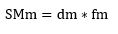 SMm = dm * fm